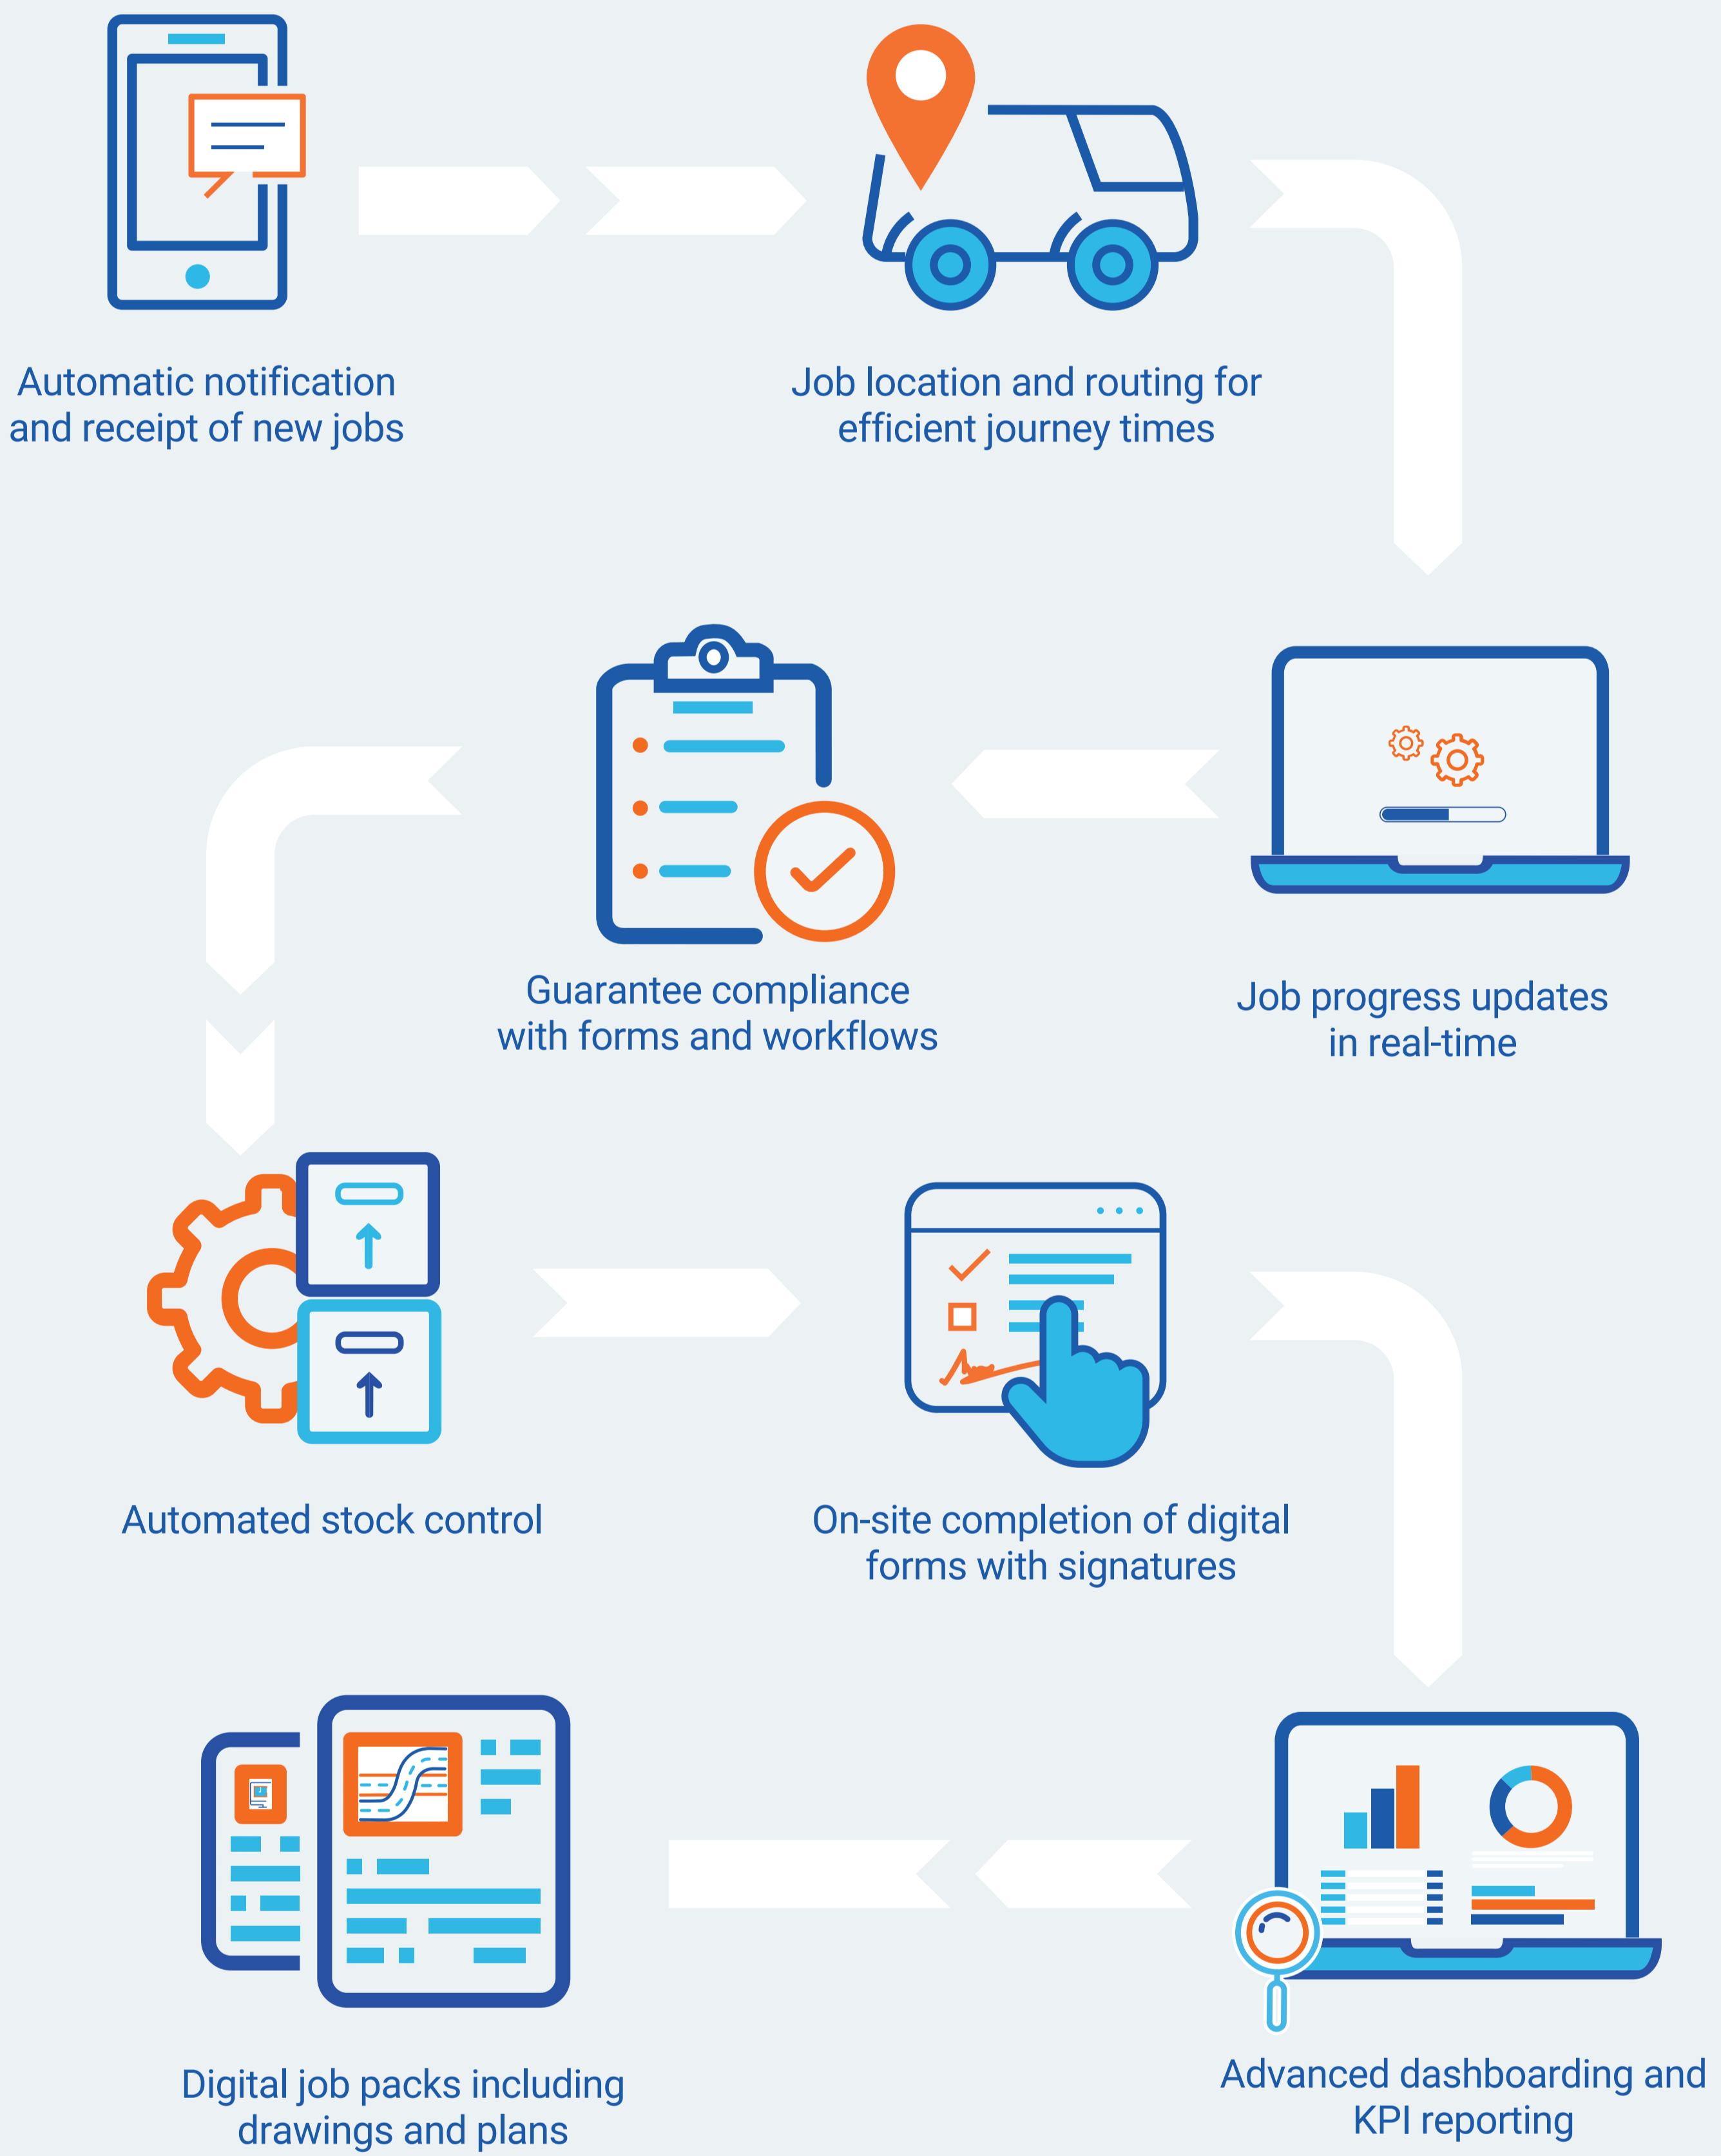 Automatic notification
and receipt of new jobs
Job location and routing for
efficient journey times
Job progress updates
in real-time
Guarantee compliance
with forms and workflows
Automated stock control
On-site completion of digital
forms with signatures
Advanced dashboarding and
KPI reporting
Digital job packs including
drawings and plans